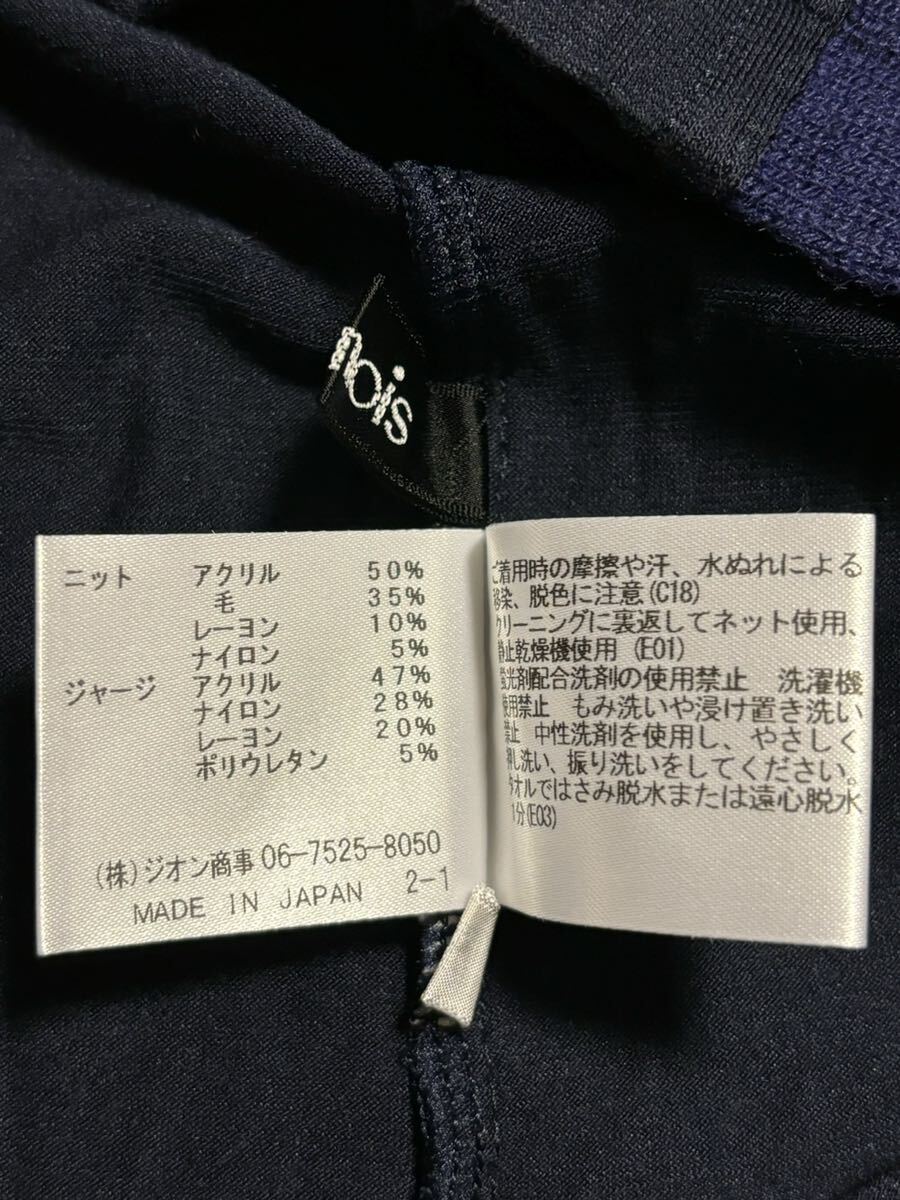 nois
ニット アクリル 50%
毛 35%
レーヨン 10%
ナイロン 5%
ジャージ アクリル 47%
ナイロン 28%
レーヨン 20%
ポリウレタン 5%
(株)ジオン商事 06-7525-8050
MADE IN JAPAN 2-1
ご着用時の摩擦や汗、水ぬれによる
移染、脱色に注意(C18)
クリーニングに裏返してネット使用、
静止乾燥機使用(E01)
蛍光剤配合洗剤の使用禁止 洗濯機
使用禁止 もみ洗いや浸け置き洗い
禁止 中性洗剤を使用し、やさしく
押し洗い、振り洗いをしてください。
タオルではさみ脱水または遠心脱水
1分(E03)